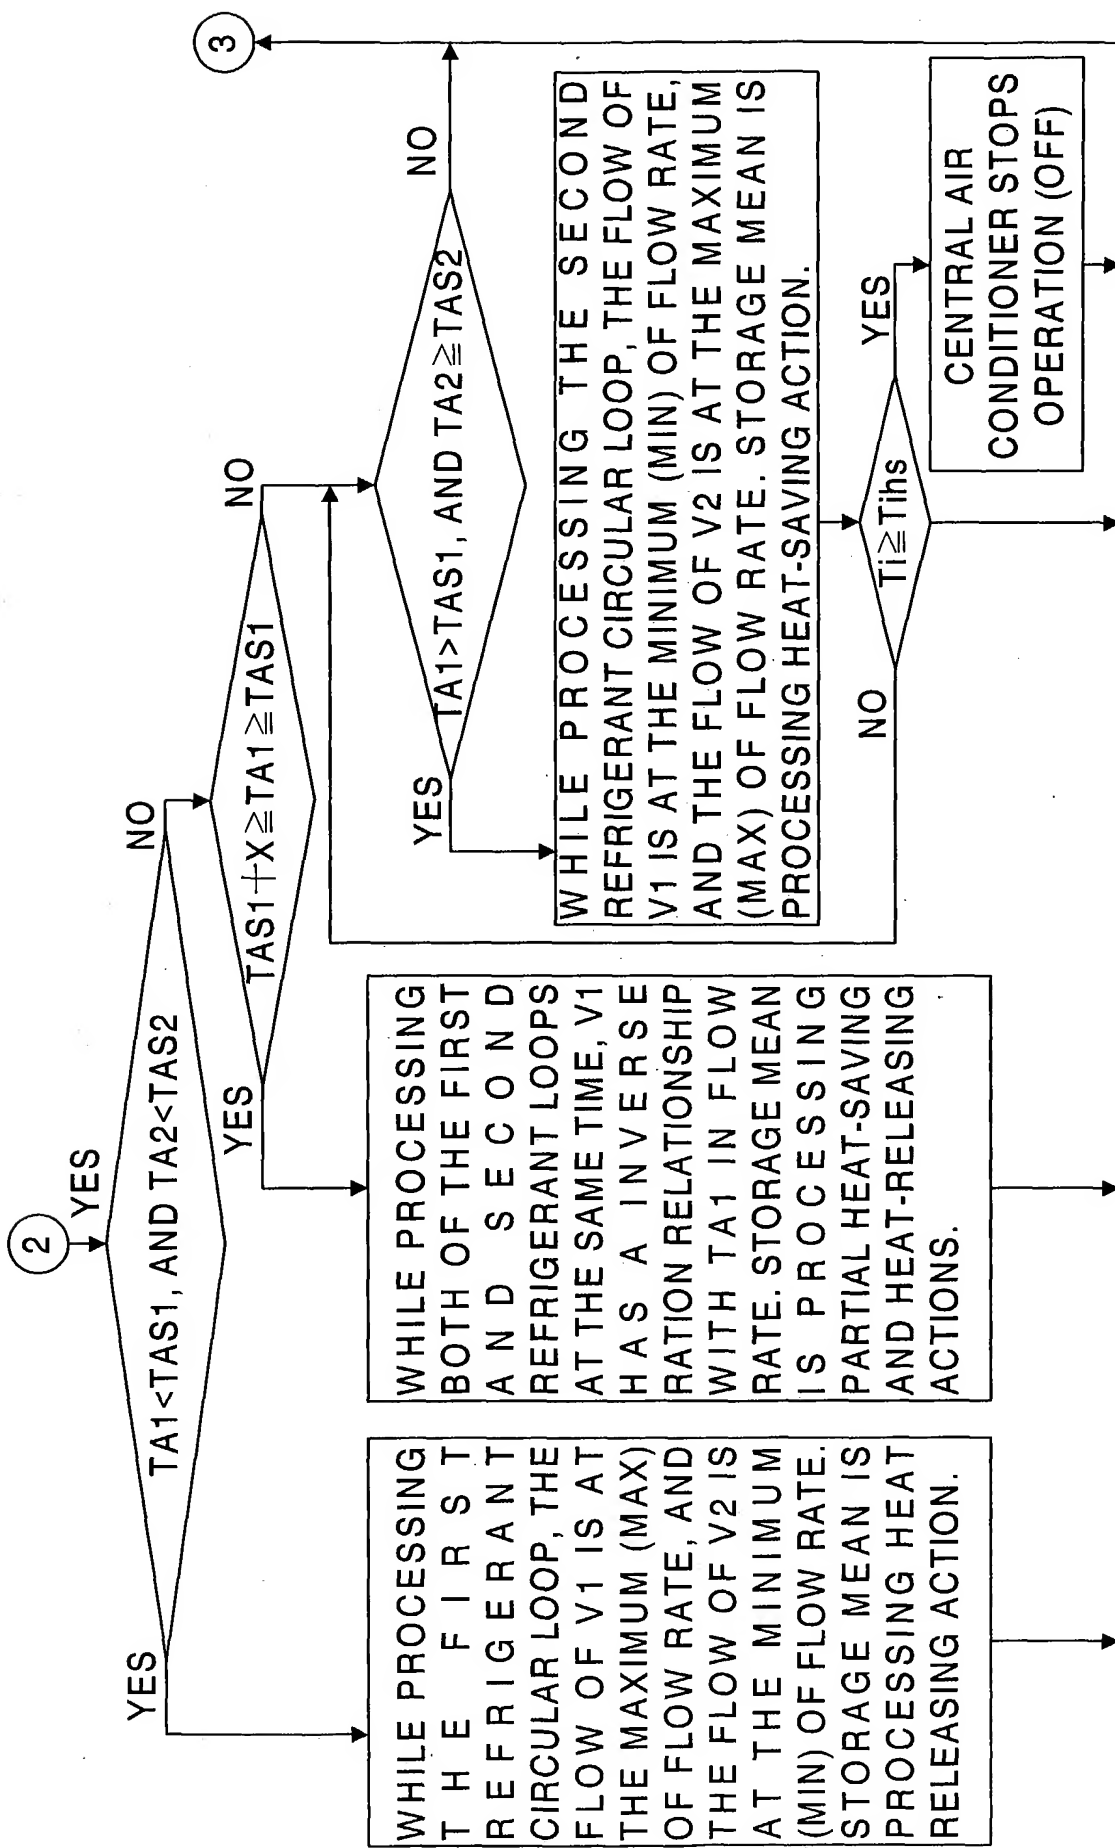 2
YES
TA1<TAS1, AND TA2<TAS2
YES
NO
WHILE PROCESSING
THE FIRST
REFRIGERANT
CIRCULAR LOOP, THE
FLOW OF V1 IS AT
THE MAXIMUM (MAX)
OF FLOW RATE, AND
THE FLOW OF V2 IS
AT THE MINIMUM
(MIN) OF FLOW RATE.
STORAGE MEAN IS
PROCESSING HEAT
RELEASING ACTION.
TAS1+X≧TA1≧TAS1
YES
NO
WHILE PROCESSING
BOTH OF THE FIRST
AND SECOND
REFRIGERANT LOOPS
AT THE SAME TIME, V1
HAS A INVERSE
RATION RELATIONSHIP
WITH TA1 IN FLOW
RATE. STORAGE MEAN
IS PROCESSING
PARTIAL HEAT-SAVING
AND HEAT-RELEASING
ACTIONS.
TA1>TAS1, AND TA2≧TAS2
YES
NO
3
WHILE PROCESSING THE SECOND
REFRIGERANT CIRCULAR LOOP, THE FLOW OF
V1 IS AT THE MINIMUM (MIN) OF FLOW RATE,
AND THE FLOW OF V2 IS AT THE MAXIMUM
(MAX) OF FLOW RATE. STORAGE MEAN IS
PROCESSING HEAT-SAVING ACTION.
Ti≧Tihs
NO
YES
CENTRAL AIR
CONDITIONER STOPS
OPERATION (OFF)